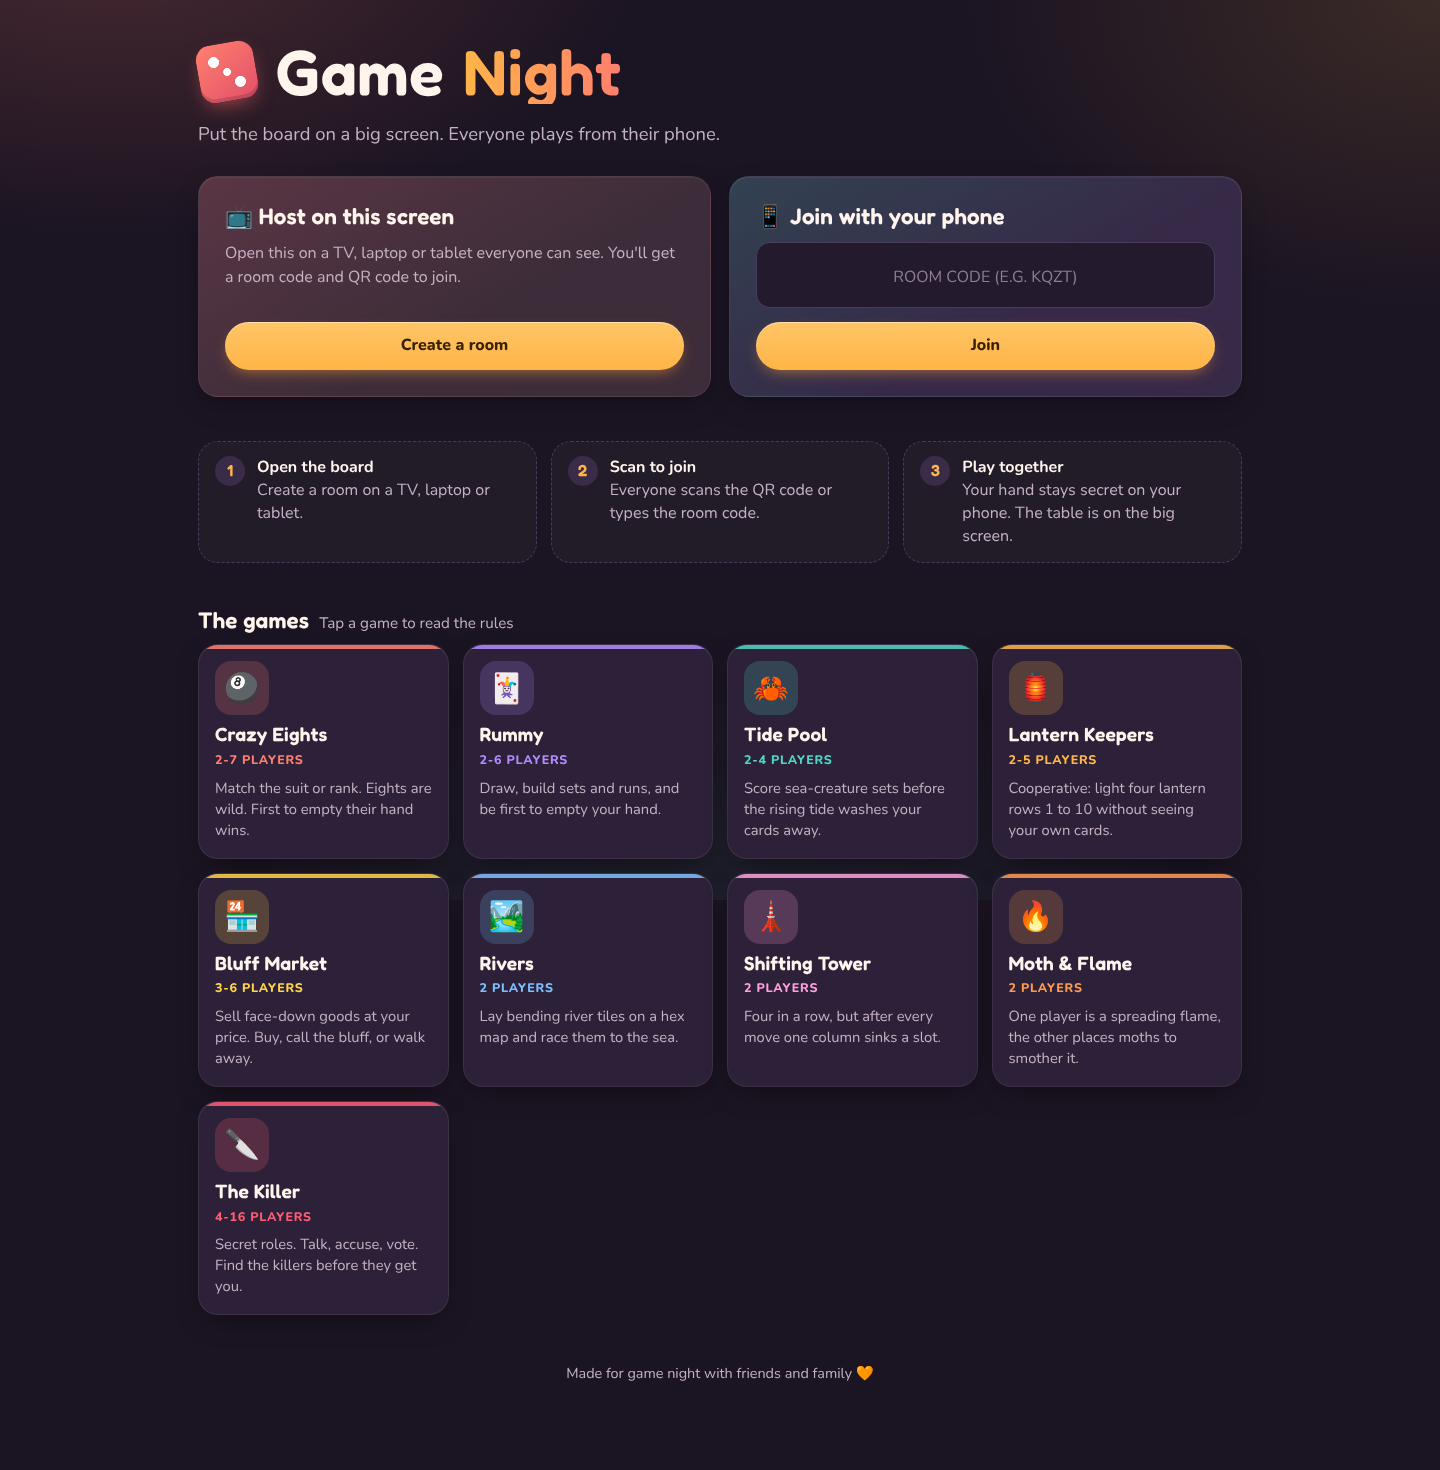 Game Night
Put the board on a big screen. Everyone plays from their phone.
Host on this screen
Open this on a TV, laptop or tablet everyone can see. You'll get
a room code and QR code to join.
Create a room
Join with your phone
ROOM CODE (E.G. KQZT)
Join
1
Open the board
Create a room on a TV, laptop or
tablet.
2
Scan to join
Everyone scans the QR code or
types the room code.
3
Play together
Your hand stays secret on your
phone. The table is on the big
screen.
The games Tap a game to read the rules
8
Crazy Eights
2-7 PLAYERS
Match the suit or rank. Eights are
wild. First to empty their hand
wins.
Rummy
2-6 PLAYERS
Draw, build sets and runs, and
be first to empty your hand.
Tide Pool
2-4 PLAYERS
Score sea-creature sets before
the rising tide washes your
cards away.
Lantern Keepers
2-5 PLAYERS
Cooperative: light four lantern
rows 1 to 10 without seeing
your own cards.
24
Bluff Market
3-6 PLAYERS
Sell face-down goods at your
price. Buy, call the bluff, or walk
away.
Rivers
2 PLAYERS
Lay bending river tiles on a hex
map and race them to the sea.
Shifting Tower
2 PLAYERS
Four in a row, but after every
move one column sinks a slot.
Moth & Flame
2 PLAYERS
One player is a spreading flame,
the other places moths to
smother it.
The Killer
4-16 PLAYERS
Secret roles. Talk, accuse, vote.
Find the killers before they get
you.
Made for game night with friends and family 🧡